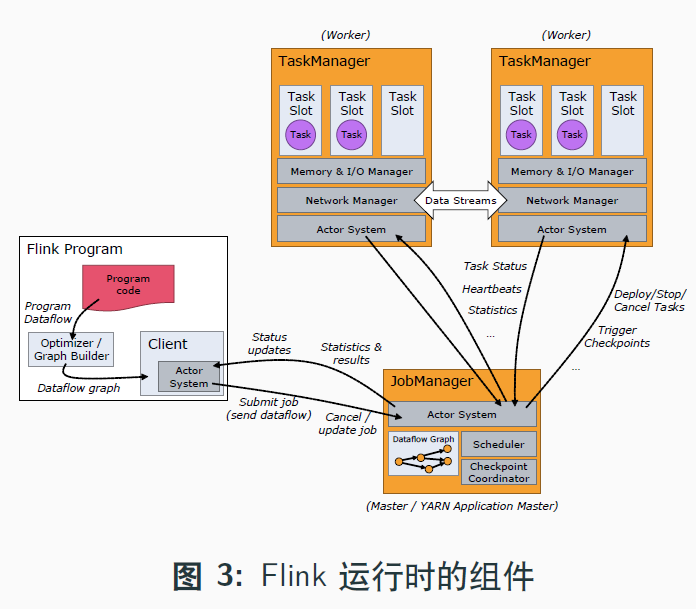 (Worker)
(Worker)
TaskManager
TaskManager
Task
Slot
Task
Slot
Task
Slot
Task
Slot
Task
Slot
Task
Slot
Task
Task
Task
Task
Memory & I/O Manager
Memory & I/O Manager
Network Manager
Data Streams
Network Manager
Actor System
Actor System
Flink Program
Program
code
Program
Dataflow
Optimizer /
Graph Builder
Dataflow graph
Client
Actor
System
Status
updates
Statistics &
results
Submit job
(send dataflow)
Cancel /
update job
Task Status
Heartbeats
Statistics
...
Deploy/Stop/
Cancel Tasks
Trigger
Checkpoints
...
JobManager
Actor System
Dataflow Graph
Scheduler
Checkpoint
Coordinator
(Master / YARN Application Master)
图 3: Flink 运行时的组件